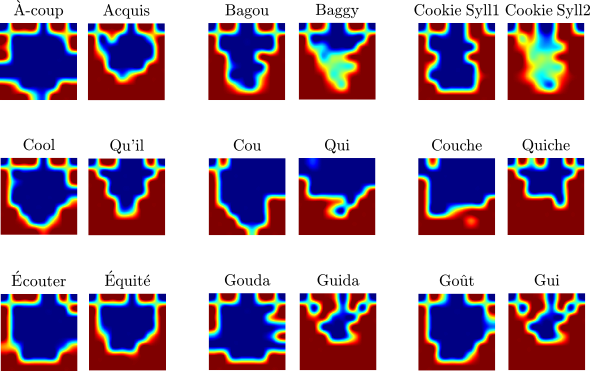 À-coup Acquis Bagou Baggy Cookie Syll1 Cookie Syll2
Cool Qu'il Cou Qui Couche Quiche
Écouter Équité Gouda Guida Goût Gui